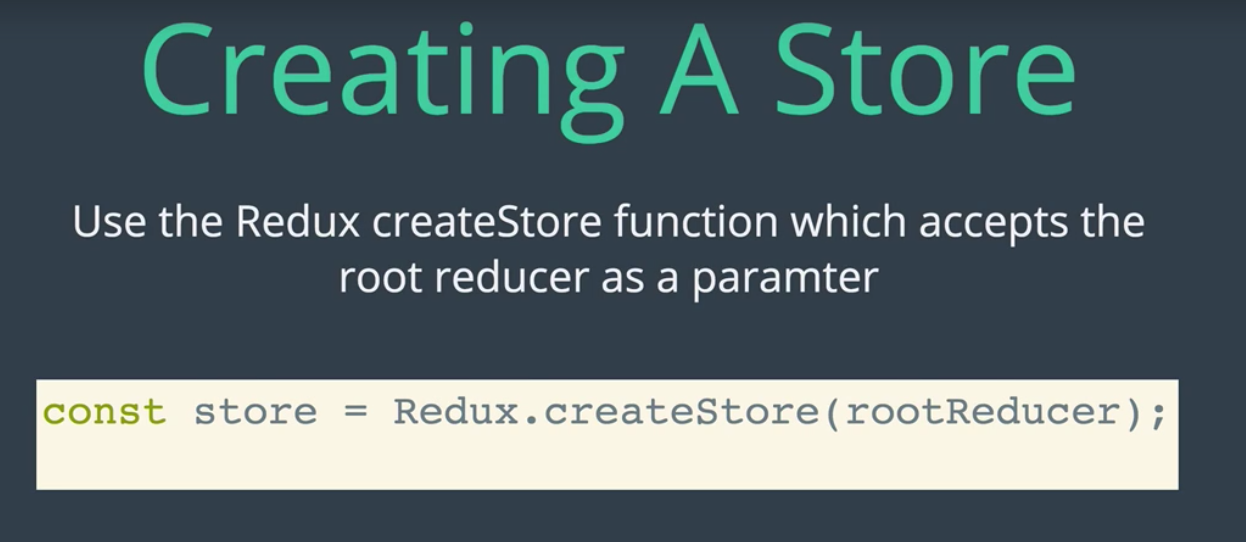 Creating A Store
Use the Redux createStore function which accepts the
root reducer as a paramter
const store = Redux.createStore(rootReducer);